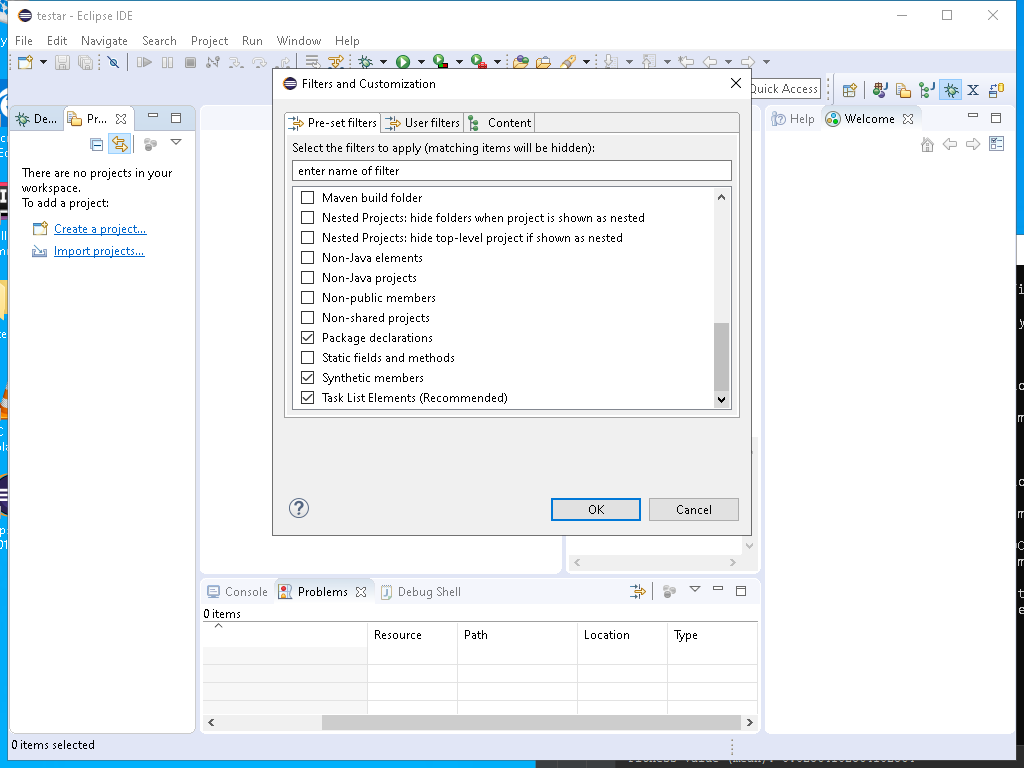 testar - Eclipse IDE
File Edit Navigate Search Project Run Window Help
Quick Access
De... Pr...
Help Welcome
There are no projects in your
workspace.
To add a project:
Create a project...
Import projects...
Filters and Customization
Pre-set filters User filters Content
Select the filters to apply (matching items will be hidden):
enter name of filter
Maven build folder
Nested Projects: hide folders when project is shown as nested
Nested Projects: hide top-level project if shown as nested
Non-Java elements
Non-Java projects
Non-public members
Non-shared projects
Package declarations
Static fields and methods
Synthetic members
Task List Elements (Recommended)
OK Cancel
Console Problems Debug Shell
0 items
Resource Path Location Type
0 items selected